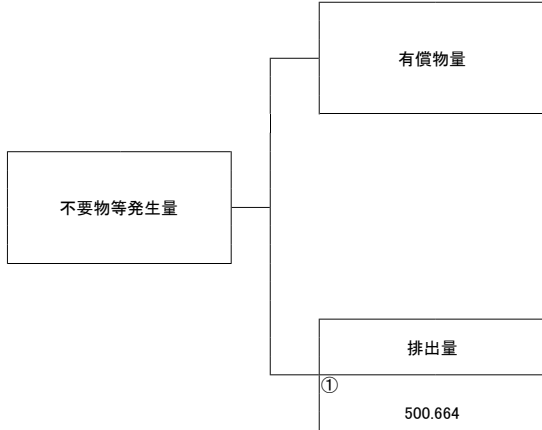 有償物量
不要物等発生量
排出量
①
500.664